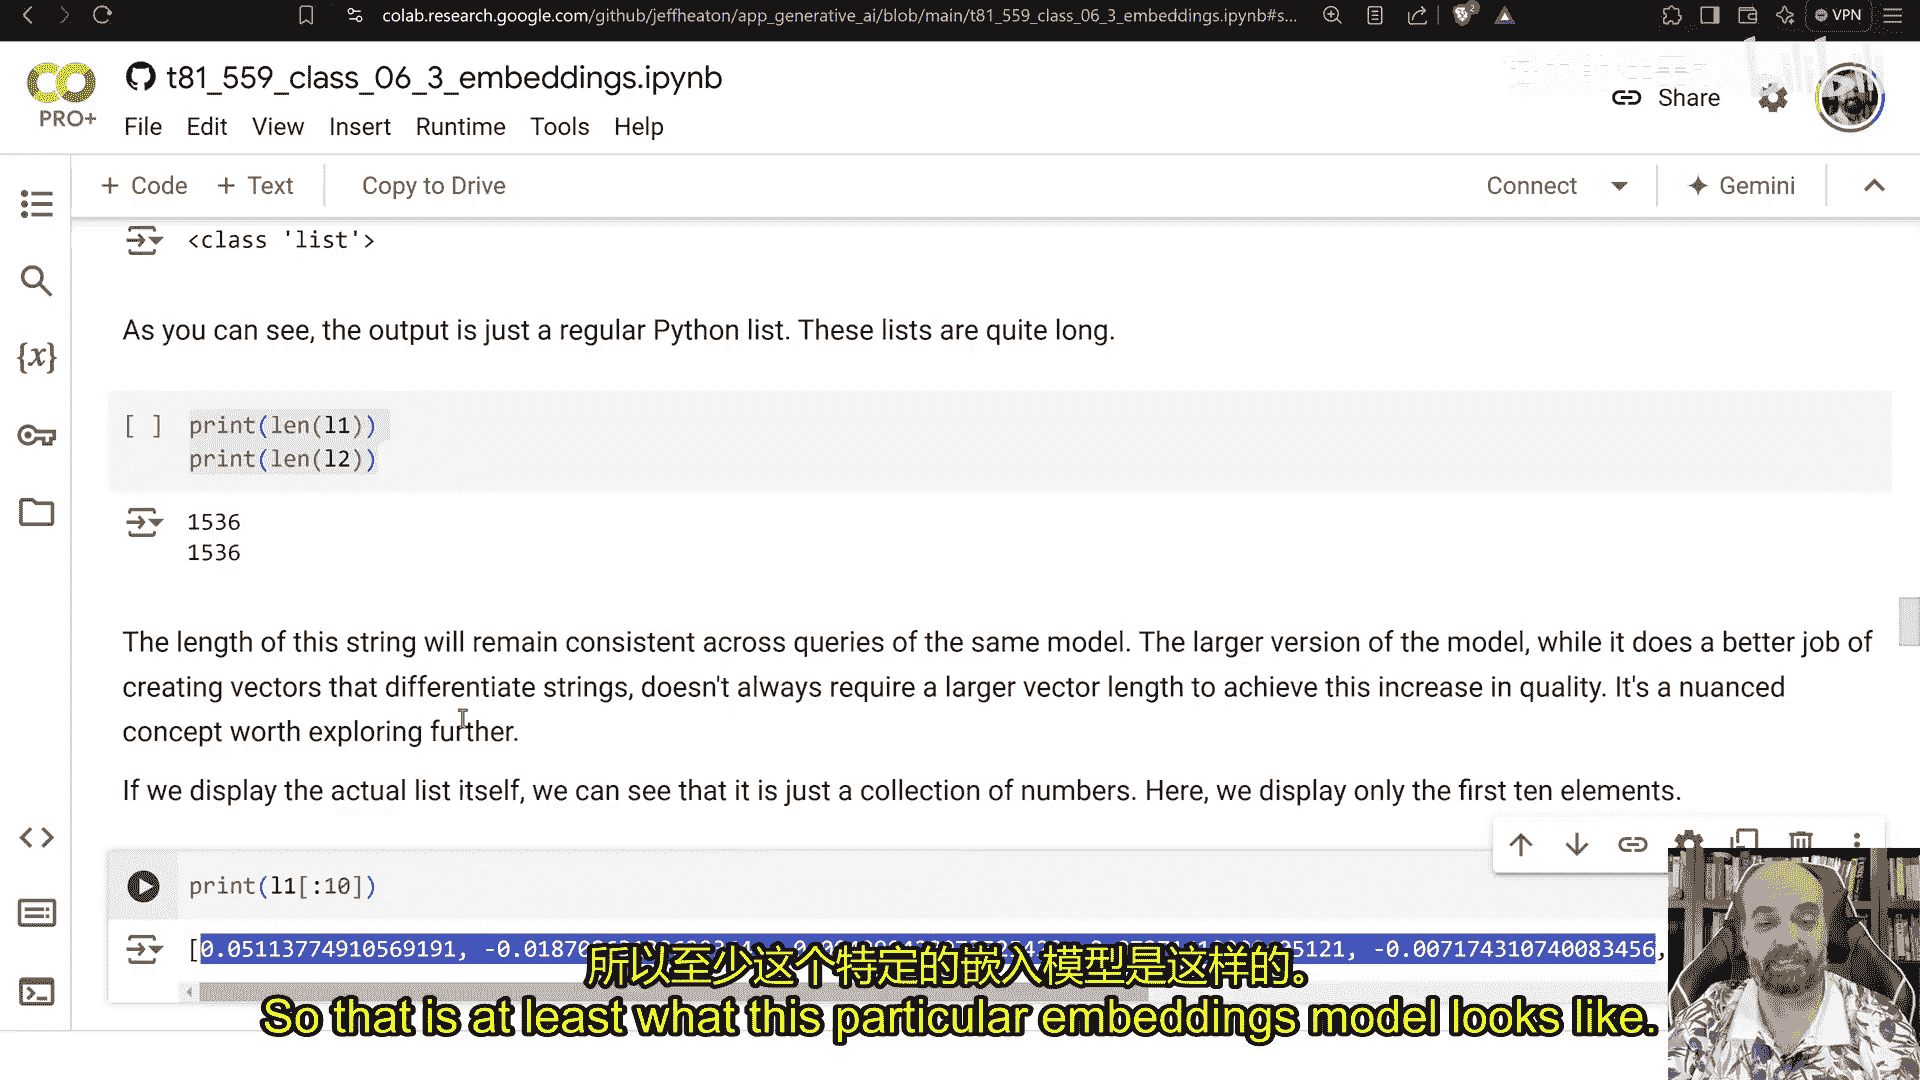 colab.research.google.com/github/jeffheaton/app_generative_ai/blob/main/t81_559_class_06_3_embeddings.ipynb#s...
2
VPN
CO
PRO+
t81_559_class_06_3_embeddings.ipynb
Share
File Edit View Insert Runtime Tools Help
+ Code + Text Copy to Drive Connect Gemini
<class 'list'>
As you can see, the output is just a regular Python list. These lists are quite long.
{x}
[ ] print(len(l1))
print(len(l2))
1536
1536
The length of this string will remain consistent across queries of the same model. The larger version of the model, while it does a better job of
creating vectors that differentiate strings, doesn't always require a larger vector length to achieve this increase in quality. It's a nuanced
concept worth exploring further.
If we display the actual list itself, we can see that it is just a collection of numbers. Here, we display only the first ten elements.
print(l1[:10])
[0.05113774910569191, -0.007174310740083456,
所以至少这个特定的嵌入模型是这样的。
So that is at least what this particular embeddings model looks like.